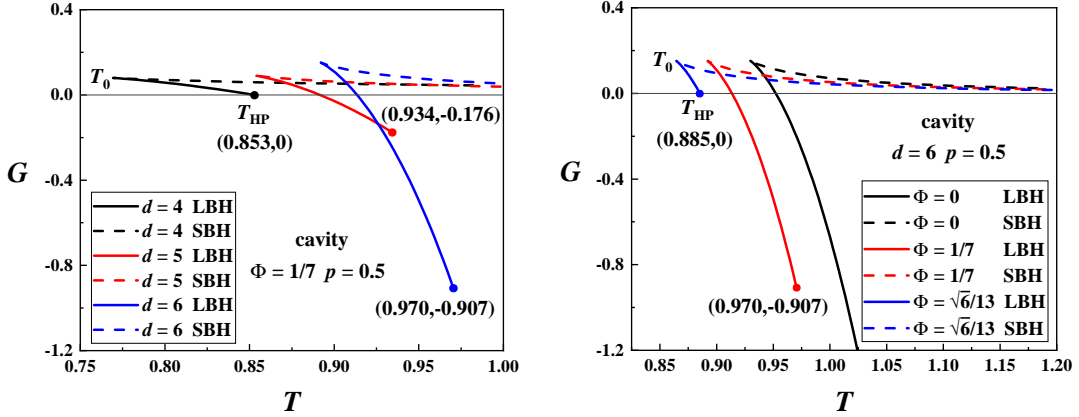 0.4
0.0
-0.4
-0.8
-1.2
G
T₀
T_HP
(0.853,0)
(0.934,-0.176)
(0.970,-0.907)
d = 4 LBH
d = 4 SBH
d = 5 LBH
d = 5 SBH
d = 6 LBH
d = 6 SBH
cavity
Φ = 1/7 p = 0.5
0.75 0.80 0.85 0.90 0.95 1.00
T
0.4
0.0
-0.4
-0.8
-1.2
G
T₀
T_HP
(0.885,0)
(0.970,-0.907)
cavity
d = 6 p = 0.5
Φ = 0 LBH
Φ = 0 SBH
Φ = 1/7 LBH
Φ = 1/7 SBH
Φ = √6/13 LBH
Φ = √6/13 SBH
0.85 0.90 0.95 1.00 1.05 1.10 1.15 1.20
T